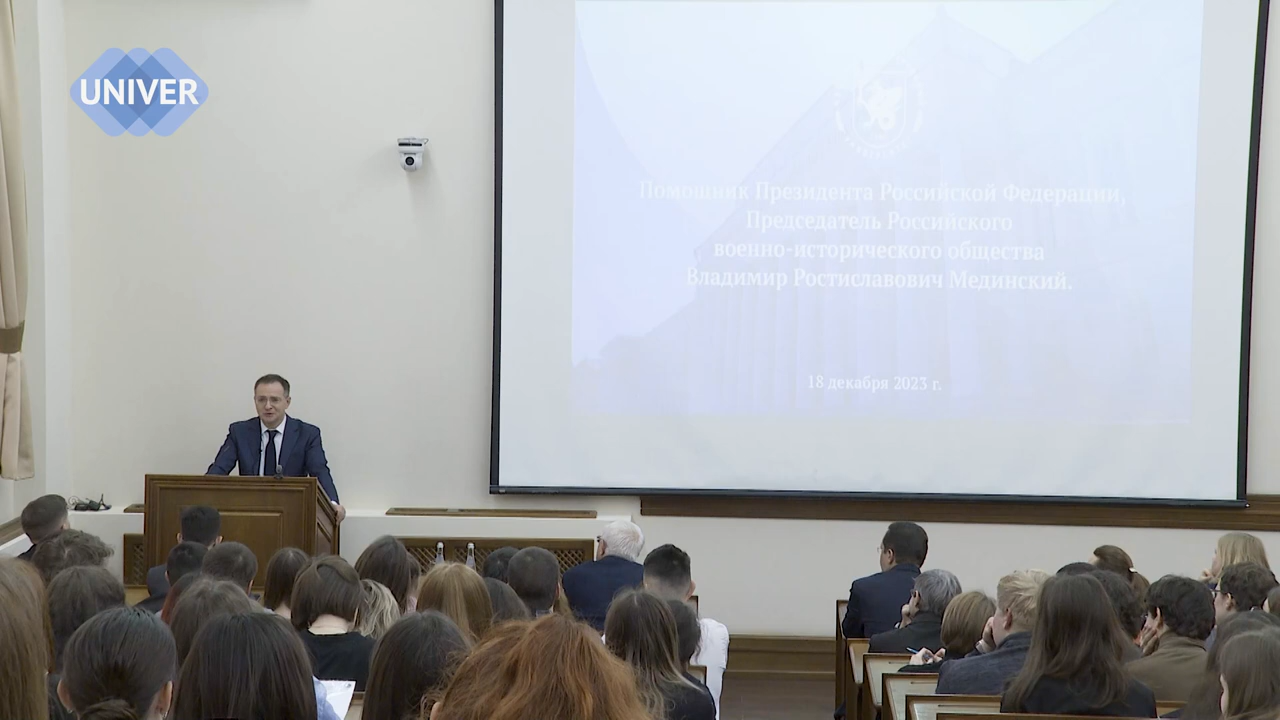 UNIVER
Помощник Президента Российской Федерации,
Председатель Российского
военно-исторического общества
Владимир Ростиславович Мединский.
18 декабря 2023 г.